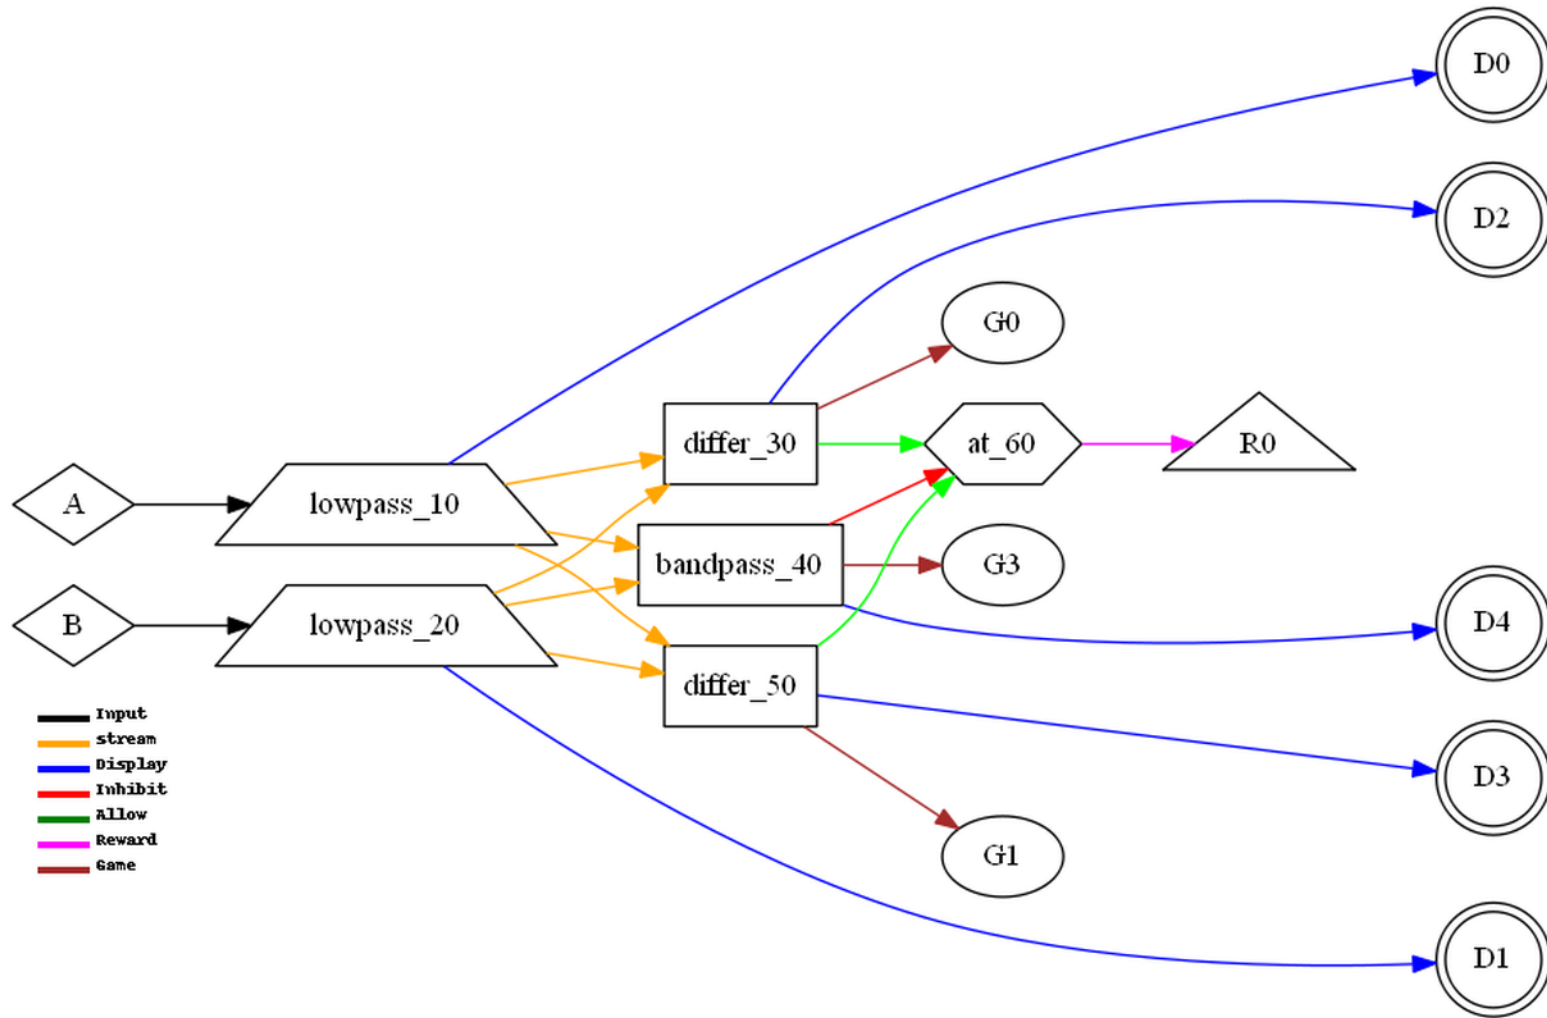 D0
D2
G0
differ_30
at_60
R0
A
lowpass_10
bandpass_40
G3
B
lowpass_20
D4
differ_50
Input
stream
Display
Inhibit
Allow
Reward
Game
D3
G1
D1